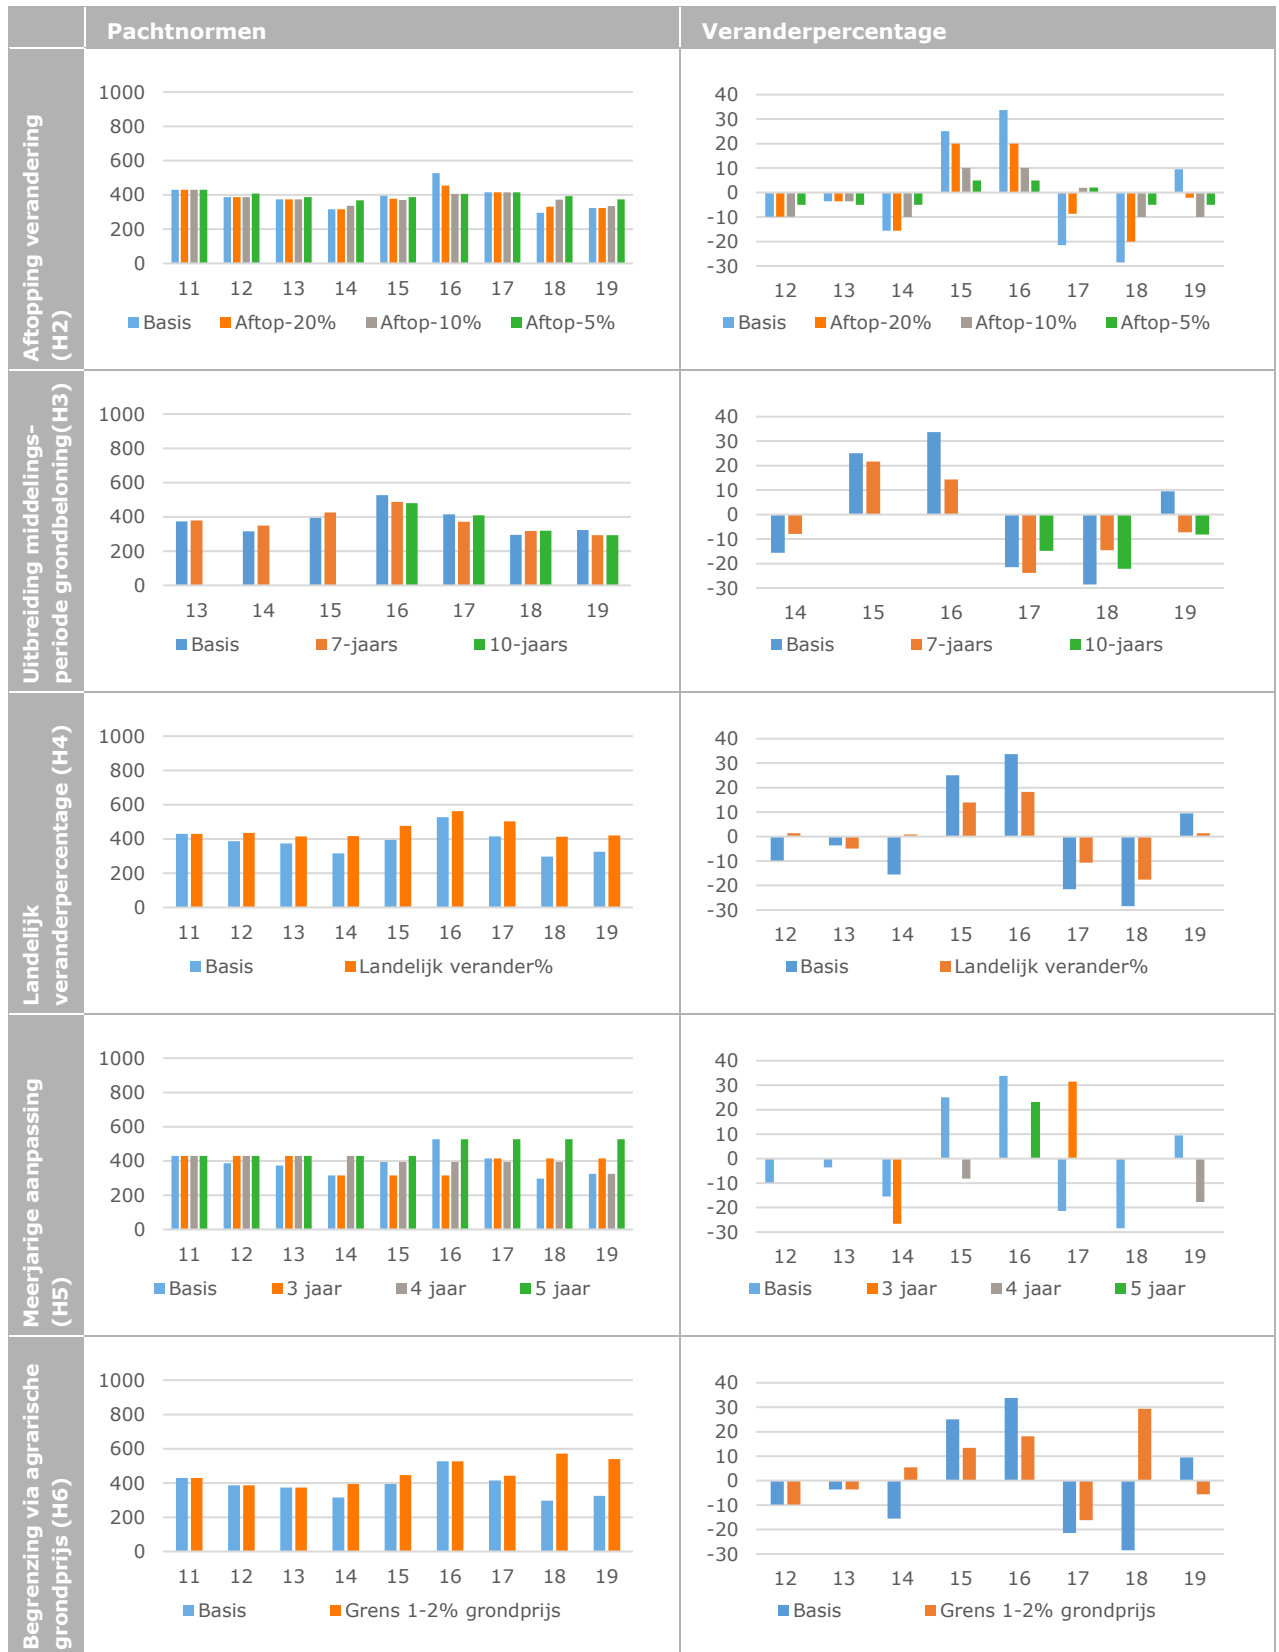 Pachtnormen Veranderpercentage
Aftopping verandering
(H2)
1000
800
600
400
200
0
11 12 13 14 15 16 17 18 19
Basis Aftop-20% Aftop-10% Aftop-5%
40
30
20
10
0
-10
-20
-30
12 13 14 15 16 17 18 19
Basis Aftop-20% Aftop-10% Aftop-5%
Uitbreiding middelings-
periode grondbeloning(H3)
1000
800
600
400
200
0
13 14 15 16 17 18 19
Basis 7-jaars 10-jaars
40
30
20
10
0
-10
-20
-30
14 15 16 17 18 19
Basis 7-jaars 10-jaars
Landelijk
veranderpercentage (H4)
1000
800
600
400
200
0
11 12 13 14 15 16 17 18 19
Basis Landelijk verander%
40
30
20
10
0
-10
-20
-30
12 13 14 15 16 17 18 19
Basis Landelijk verander%
Meerjarige aanpassing
(H5)
1000
800
600
400
200
0
11 12 13 14 15 16 17 18 19
Basis 3 jaar 4 jaar 5 jaar
40
30
20
10
0
-10
-20
-30
12 13 14 15 16 17 18 19
Basis 3 jaar 4 jaar 5 jaar
Begrenzing via agrarische
grondprijs (H6)
1000
800
600
400
200
0
11 12 13 14 15 16 17 18 19
Basis Grens 1-2% grondprijs
40
30
20
10
0
-10
-20
-30
12 13 14 15 16 17 18 19
Basis Grens 1-2% grondprijs